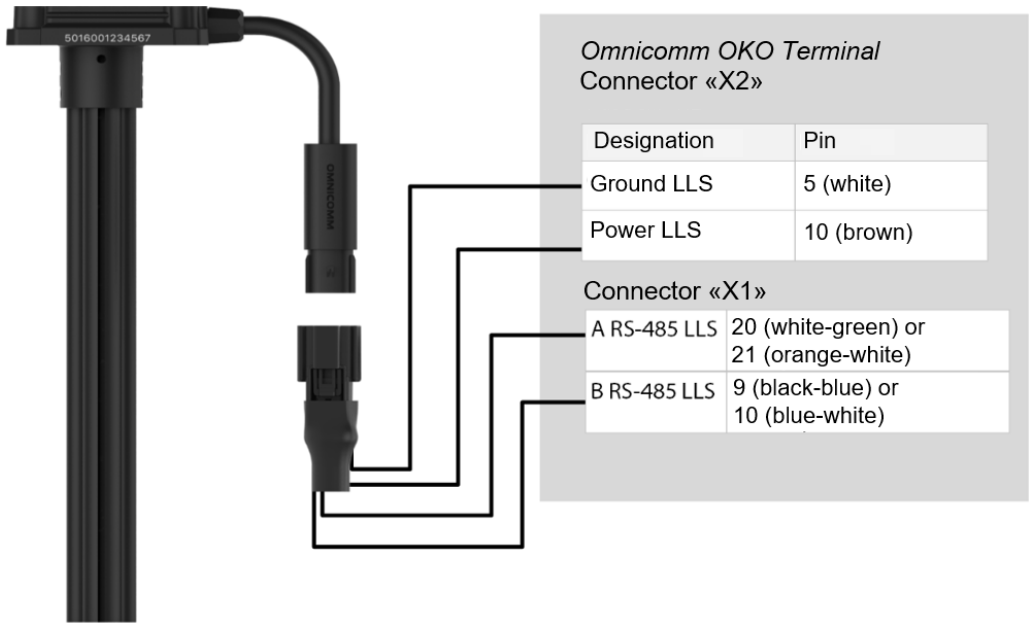 5016001234567
OMNICOMM
Omnicomm OKO Terminal
Connector «X2»
Designation Pin
Ground LLS 5 (white)
Power LLS 10 (brown)
Connector «X1»
A RS-485 LLS 20 (white-green) or
21 (orange-white)
B RS-485 LLS 9 (black-blue) or
10 (blue-white)